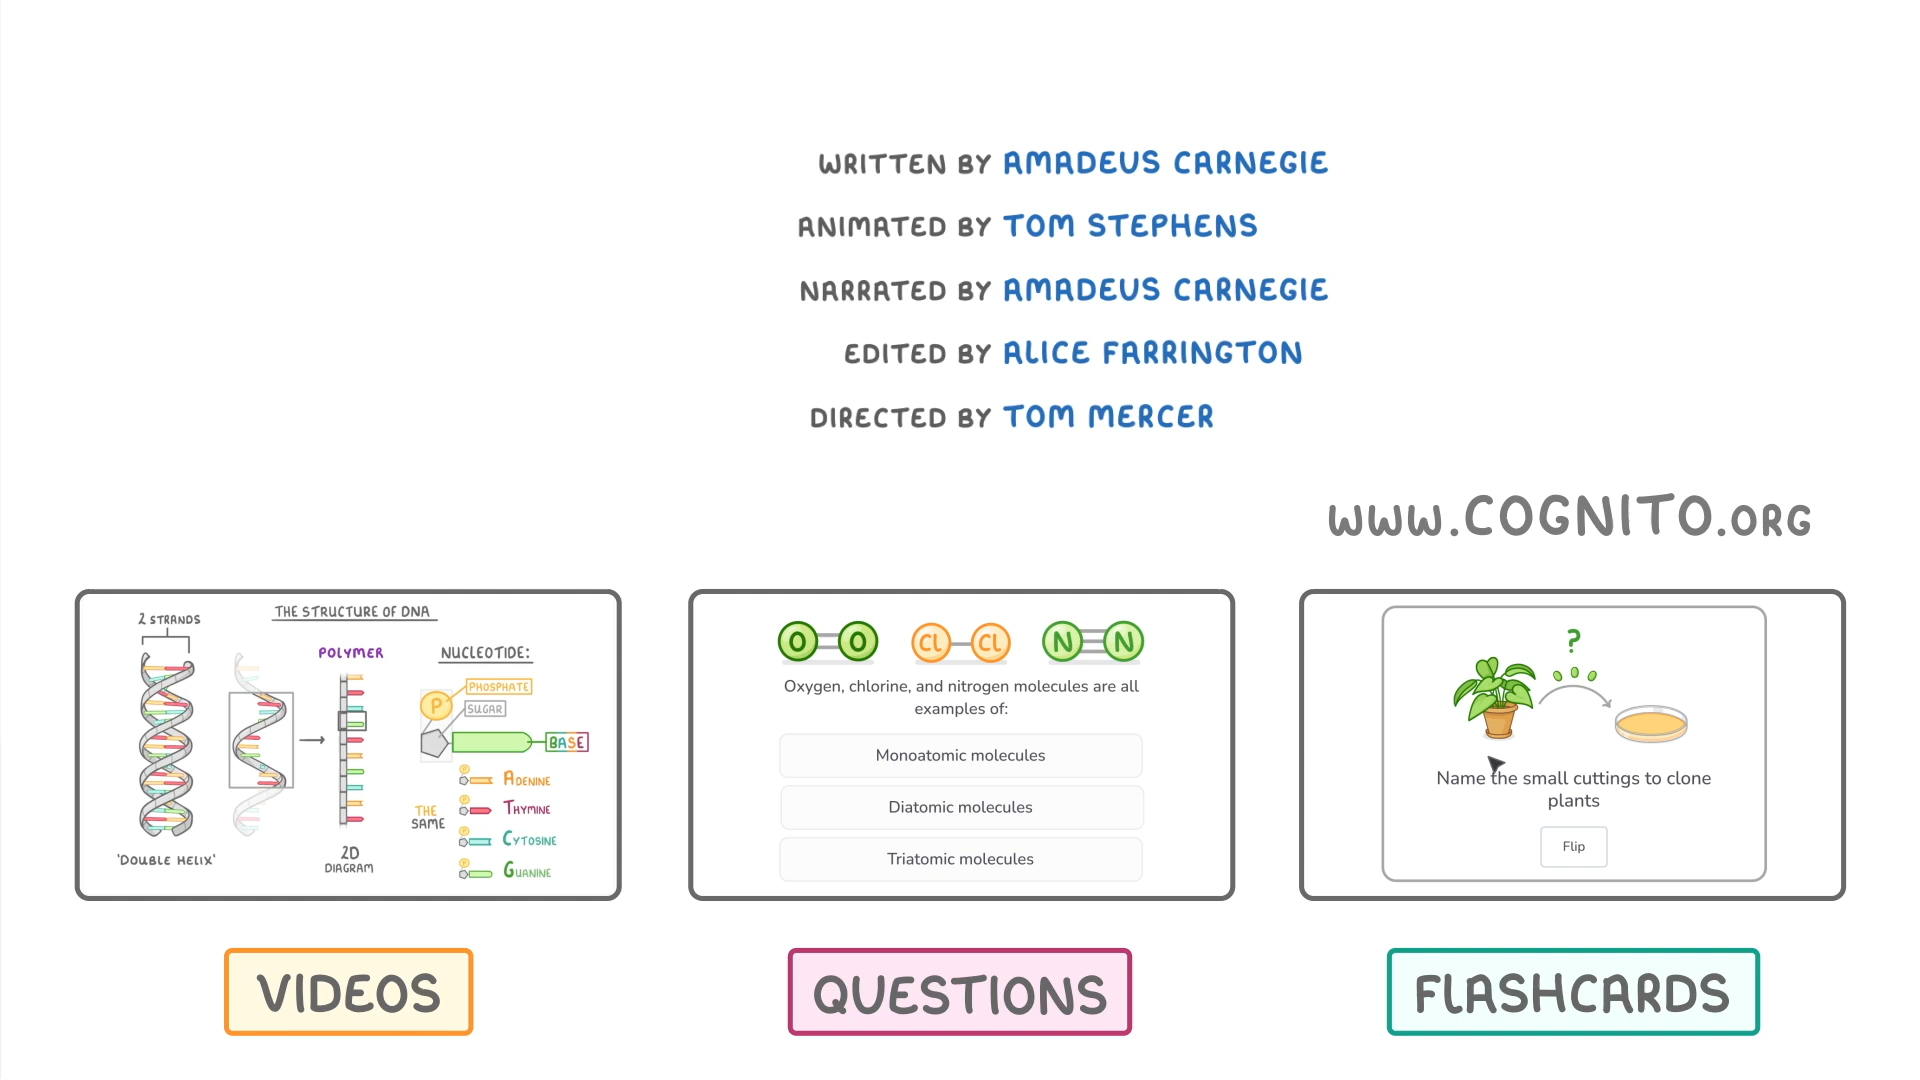 WRITTEN BY AMADEUS CARNEGIE
ANIMATED BY TOM STEPHENS
NARRATED BY AMADEUS CARNEGIE
EDITED BY ALICE FARRINGTON
DIRECTED BY TOM MERCER
WWW.COGNITO.ORG
THE STRUCTURE OF DNA
2 STRANDS
POLYMER
NUCLEOTIDE:
PHOSPHATE
P
SUGAR
BASE
ADENINE
THYMINE
THE SAME
CYTOSINE
GUANINE
'DOUBLE HELIX'
2D
DIAGRAM
O O Cl Cl N N
Oxygen, chlorine, and nitrogen molecules are all
examples of:
Monoatomic molecules
Diatomic molecules
Triatomic molecules
?
Name the small cuttings to clone
plants
Flip
VIDEOS
QUESTIONS
FLASHCARDS